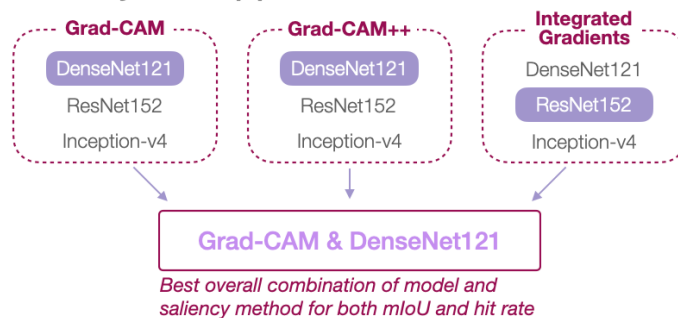 Grad-CAM
DenseNet121
ResNet152
Inception-v4
Grad-CAM++
DenseNet121
ResNet152
Inception-v4
Integrated
Gradients
DenseNet121
ResNet152
Inception-v4
Grad-CAM & DenseNet121
Best overall combination of model and
saliency method for both mIoU and hit rate